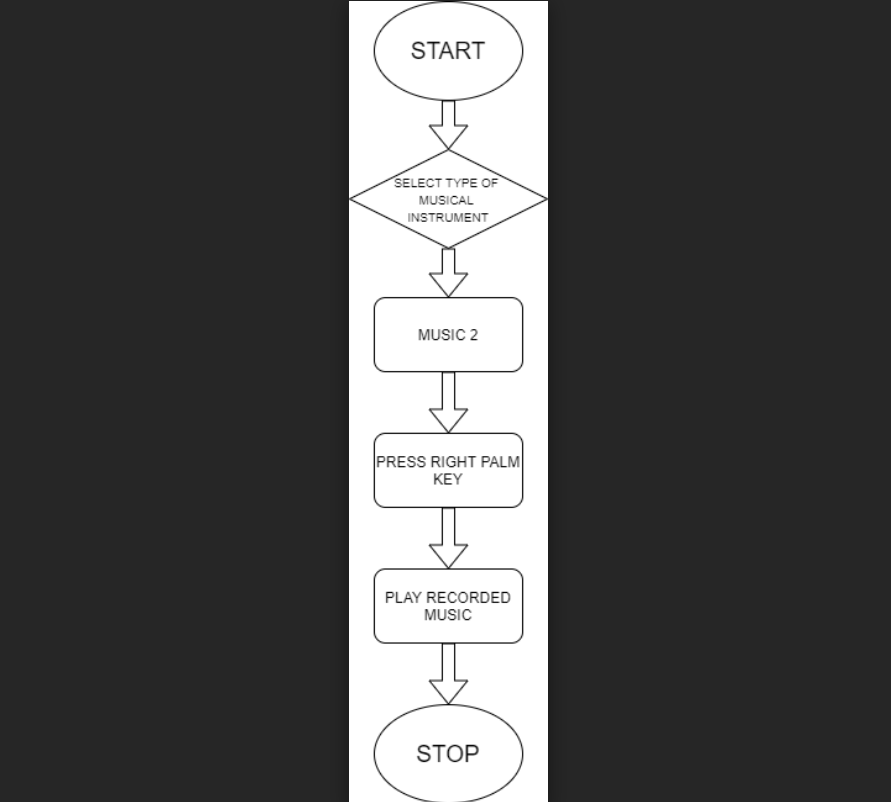 START
SELECT TYPE OF
MUSICAL
INSTRUMENT
MUSIC 2
PRESS RIGHT PALM
KEY
PLAY RECORDED
MUSIC
STOP